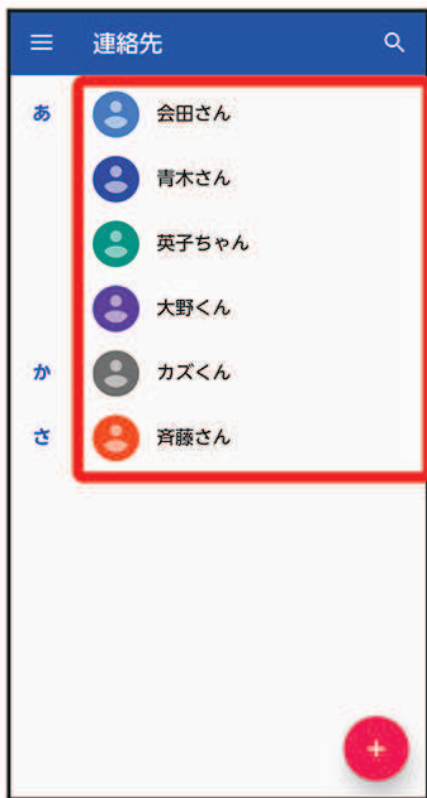 連絡先
あ
会田さん
青木さん
英子ちゃん
大野くん
か
カズくん
さ
斉藤さん